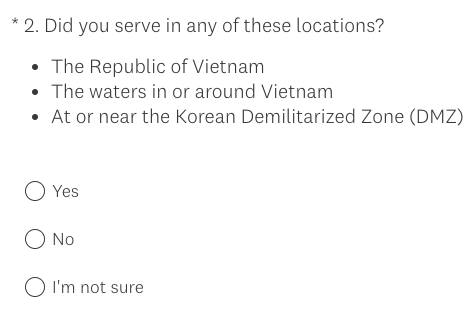 * 2. Did you serve in any of these locations?
• The Republic of Vietnam
• The waters in or around Vietnam
• At or near the Korean Demilitarized Zone (DMZ)
Yes
No
I'm not sure